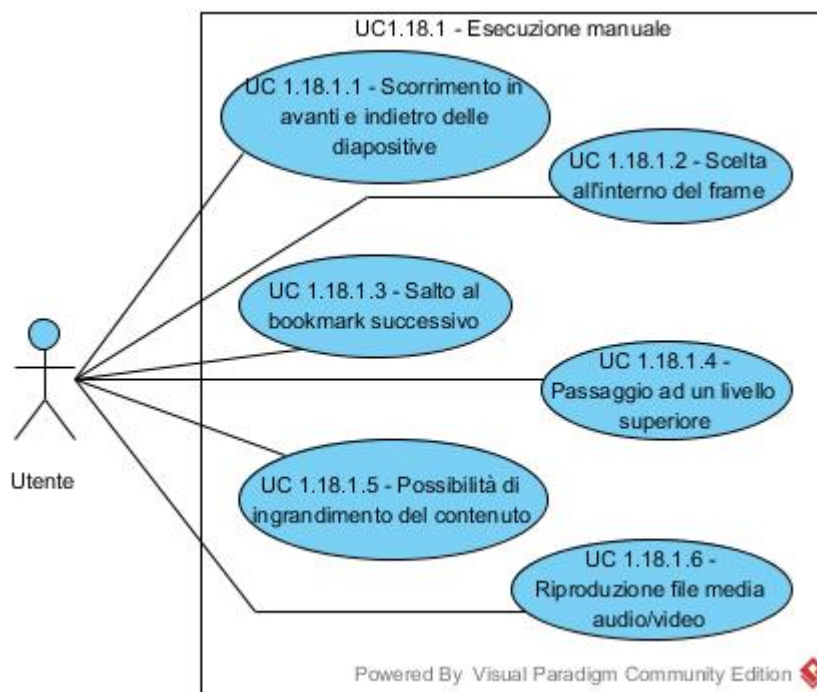 UC1.18.1 - Esecuzione manuale
UC 1.18.1.1 - Scorrimento in
avanti e indietro delle
diapositive
UC 1.18.1.2 - Scelta
all'interno del frame
UC 1.18.1.3 - Salto al
bookmark successivo
UC 1.18.1.4 -
Passaggio ad un livello
superiore
Utente
UC 1.18.1.5 - Possibilità di
ingrandimento del contenuto
UC 1.18.1.6 -
Riproduzione file media
audio/video
Powered By Visual Paradigm Community Edition